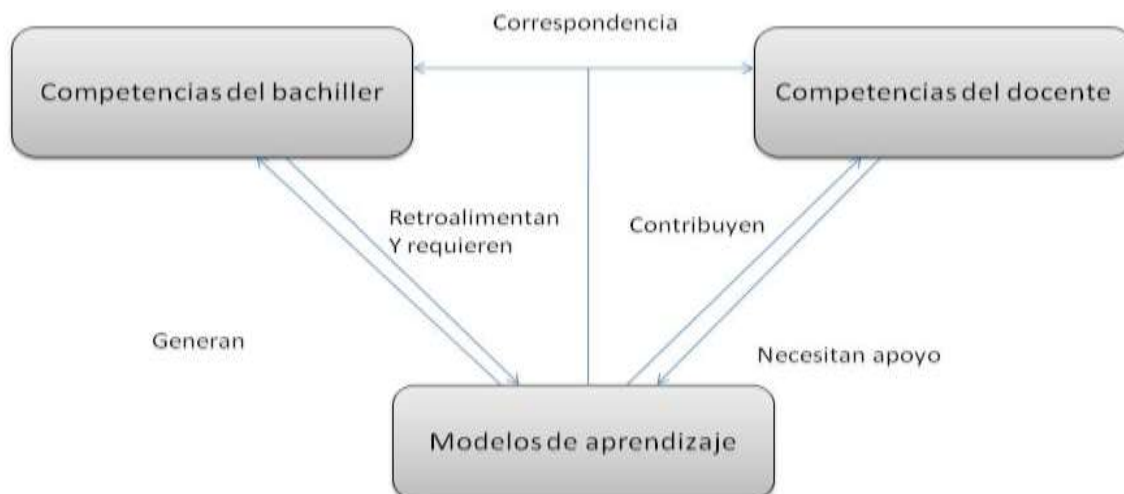 Correspondencia
Competencias del bachiller
Competencias del docente
Retroalimentan
Y requieren
Contribuyen
Generan
Necesitan apoyo
Modelos de aprendizaje